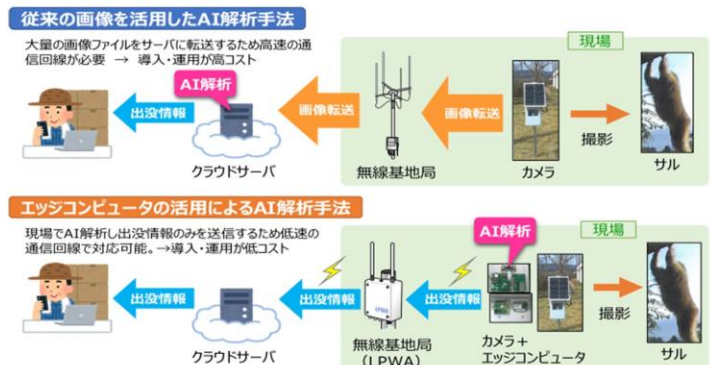 従来の画像を活用したAI解析手法
大量の画像ファイルをサーバに転送するため高速の通
信回線が必要 → 導入・運用が高コスト
現場
AI解析
出没情報
画像転送
画像転送
撮影
クラウドサーバ
無線基地局
カメラ
サル
エッジコンピュータの活用によるAI解析手法
現場でAI解析し出没情報のみを送信するため低速の
通信回線で対応可能。→導入・運用が低コスト
AI解析
現場
出没情報
出没情報
出没情報
撮影
クラウドサーバ
無線基地局
(LPWA)
カメラ+
エッジコンピュータ
サル